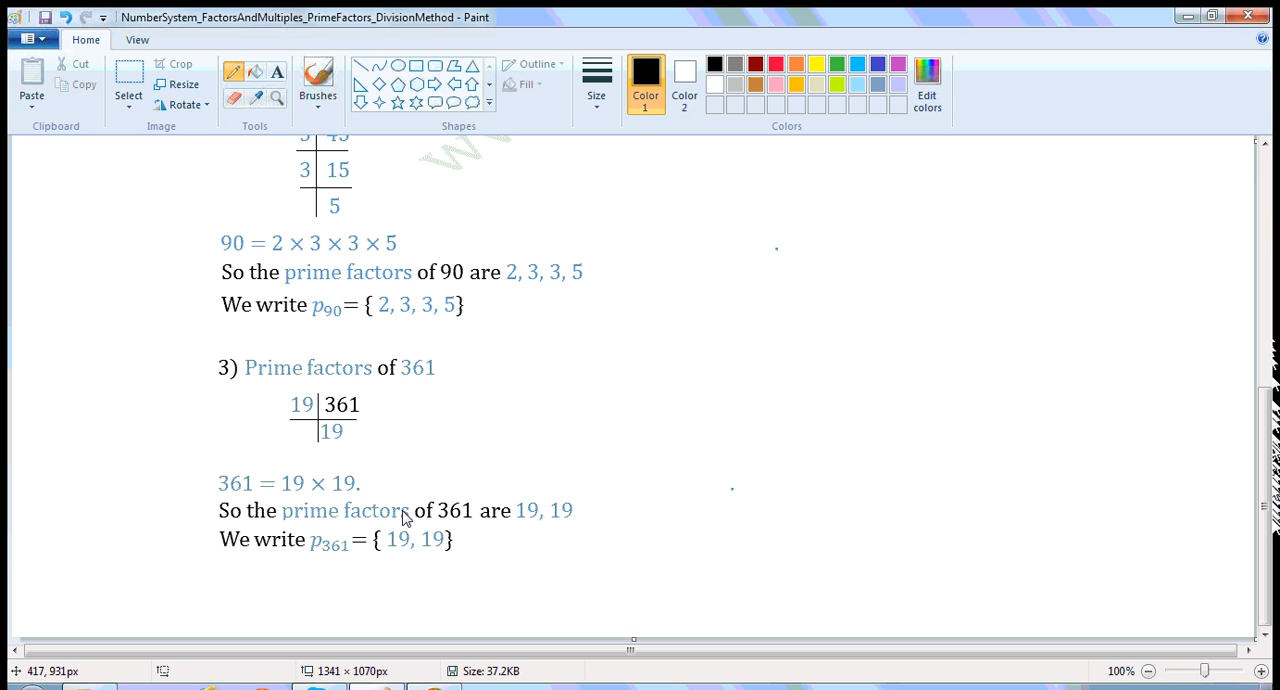 NumberSystem_FactorsAndMultiples_PrimeFactors_DivisionMethod - Paint
Home View
Paste Cut Copy
Clipboard
Select Crop Resize Rotate
Image
Tools
Brushes
Shapes
Outline
Fill
Size
Color 1
Color 2
Edit colors
Colors
3 45
3 15
5
90 = 2 × 3 × 3 × 5
So the prime factors of 90 are 2, 3, 3, 5
We write p₉₀= { 2, 3, 3, 5}
3) Prime factors of 361
19 361
19
361 = 19 × 19.
So the prime factors of 361 are 19, 19
We write p₃₆₁= { 19, 19}
417, 931px 1341 × 1070px Size: 37.2KB 100%